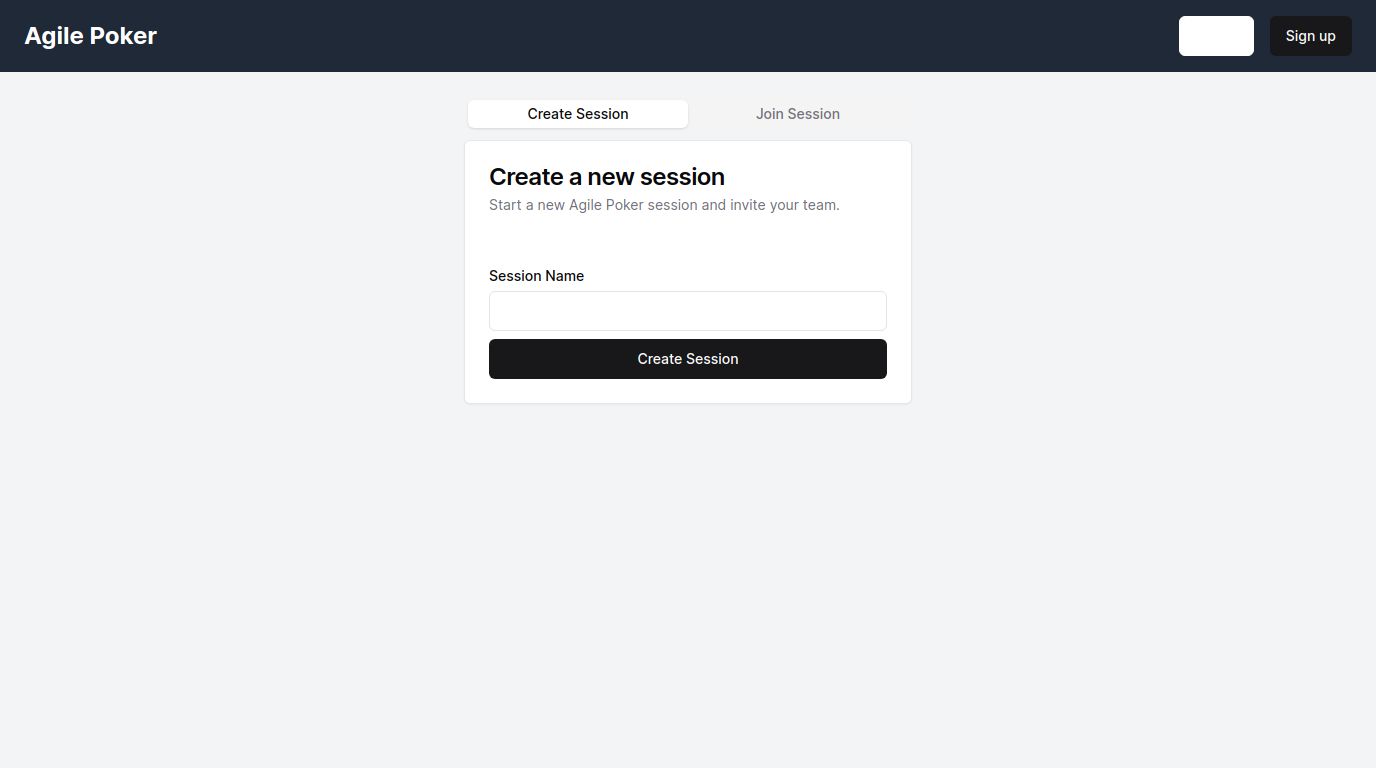 Agile Poker
Sign up
Create Session
Join Session
Create a new session
Start a new Agile Poker session and invite your team.
Session Name
Create Session